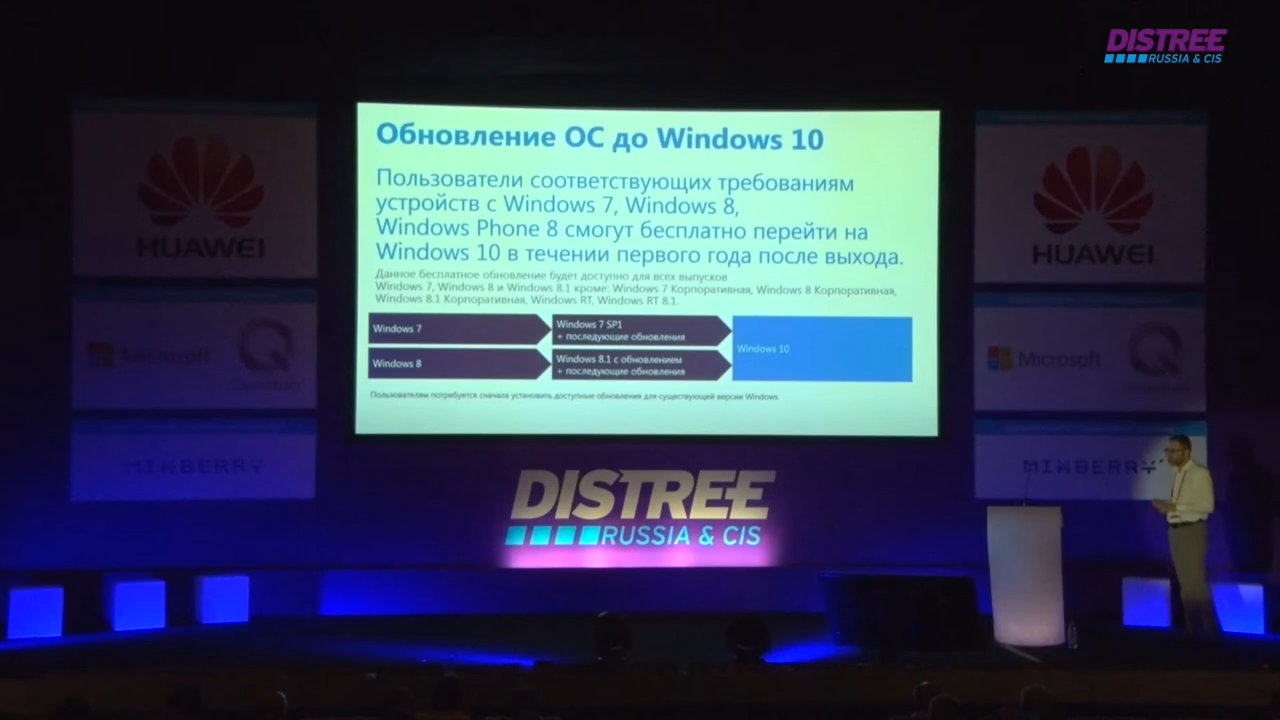 DISTREE
RUSSIA & CIS
Обновление ОС до Windows 10
Пользователи соответствующих требованиям
устройств с Windows 7, Windows 8,
Windows Phone 8 смогут бесплатно перейти на
Windows 10 в течении первого года после выхода.
Данное бесплатное обновление будет доступно для всех выпусков
Windows 7, Windows 8 и Windows 8.1 кроме: Windows 7 Корпоративная, Windows 8 Корпоративная,
Windows 8.1 Корпоративная, Windows RT, Windows RT 8.1.
Windows 7
Windows 7 SP1
+ последующие обновления
Windows 10
Windows 8
Windows 8.1 с обновлением
+ последующие обновления
Пользователям потребуется сначала установить доступные обновления для существующей версии Windows
HUAWEI
HUAWEI
Microsoft
Microsoft
MIXBERRY
MIXBERRY
DISTREE
RUSSIA & CIS